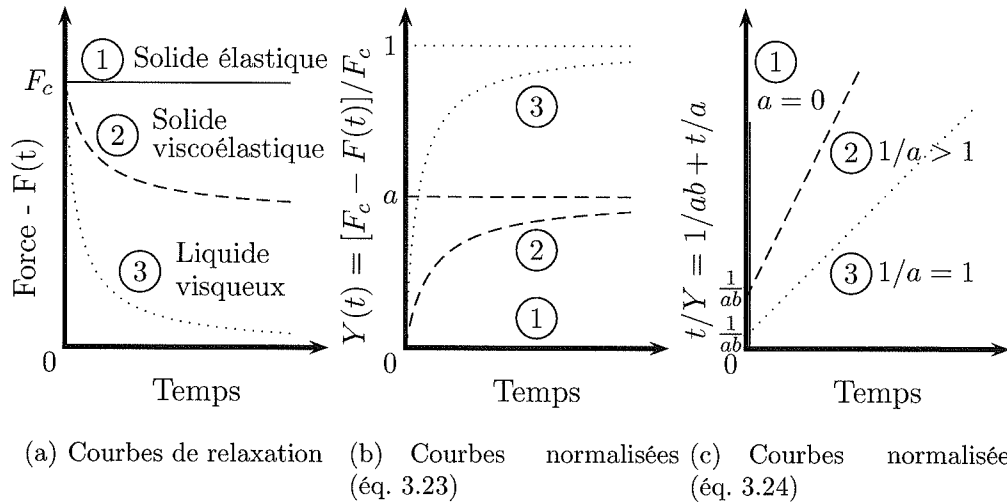 Force - F(t)
F_c
0
1 Solide élastique
2 Solide
viscoélastique
3 Liquide
visqueux
Temps
(a) Courbes de relaxation
Y(t) = [F_c − F(t)]/F_c
1
a
0
3
2
1
Temps
(b) Courbes normalisées
(éq. 3.23)
t/Y = 1/ab + t/a
1
a = 0
2 1/a > 1
3 1/a = 1
1/ab
1/ab
0
Temps
(c) Courbes normalisée
(éq. 3.24)